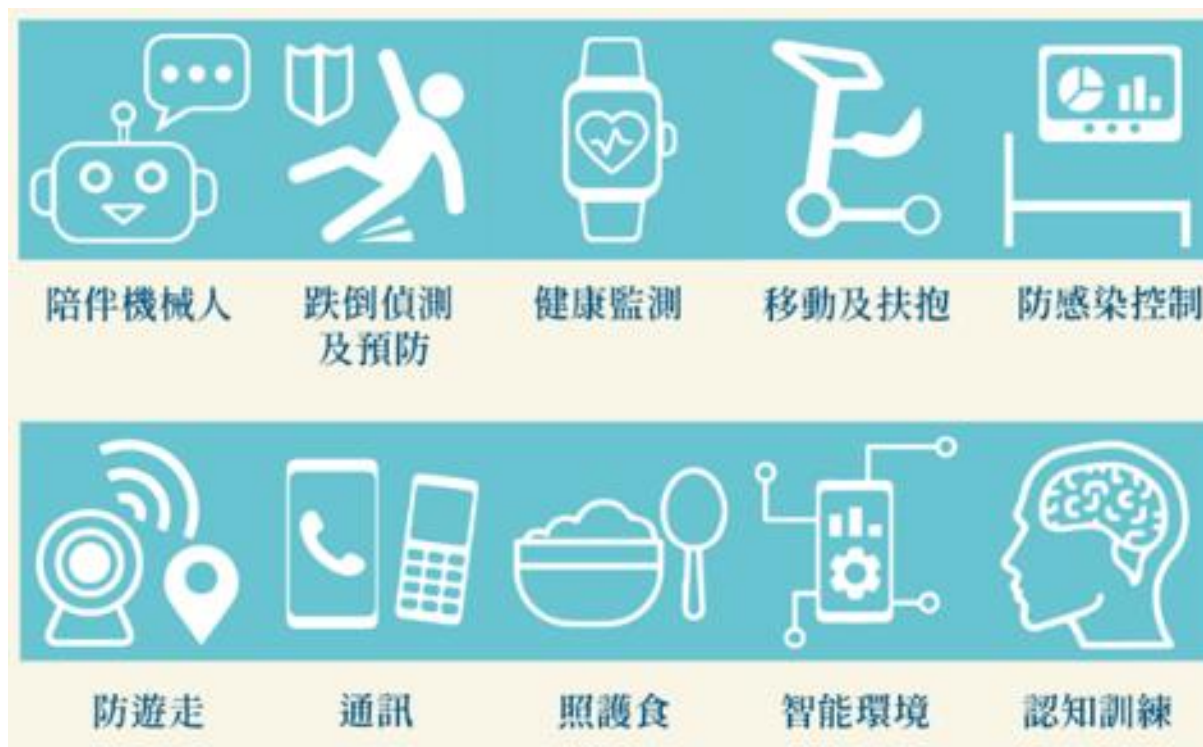 陪伴機械人
跌倒偵測
及預防
健康監測
移動及扶抱
防感染控制
防遊走
通訊
照護食
智能環境
認知訓練